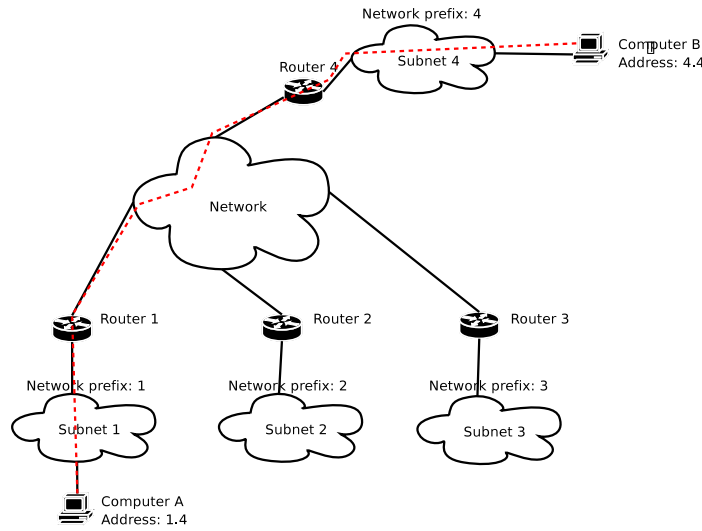 Network prefix: 4
Computer B
Address: 4.4
Subnet 4
Router 4
Network
Router 1
Router 2
Router 3
Network prefix: 1
Network prefix: 2
Network prefix: 3
Subnet 1
Subnet 2
Subnet 3
Computer A
Address: 1.4